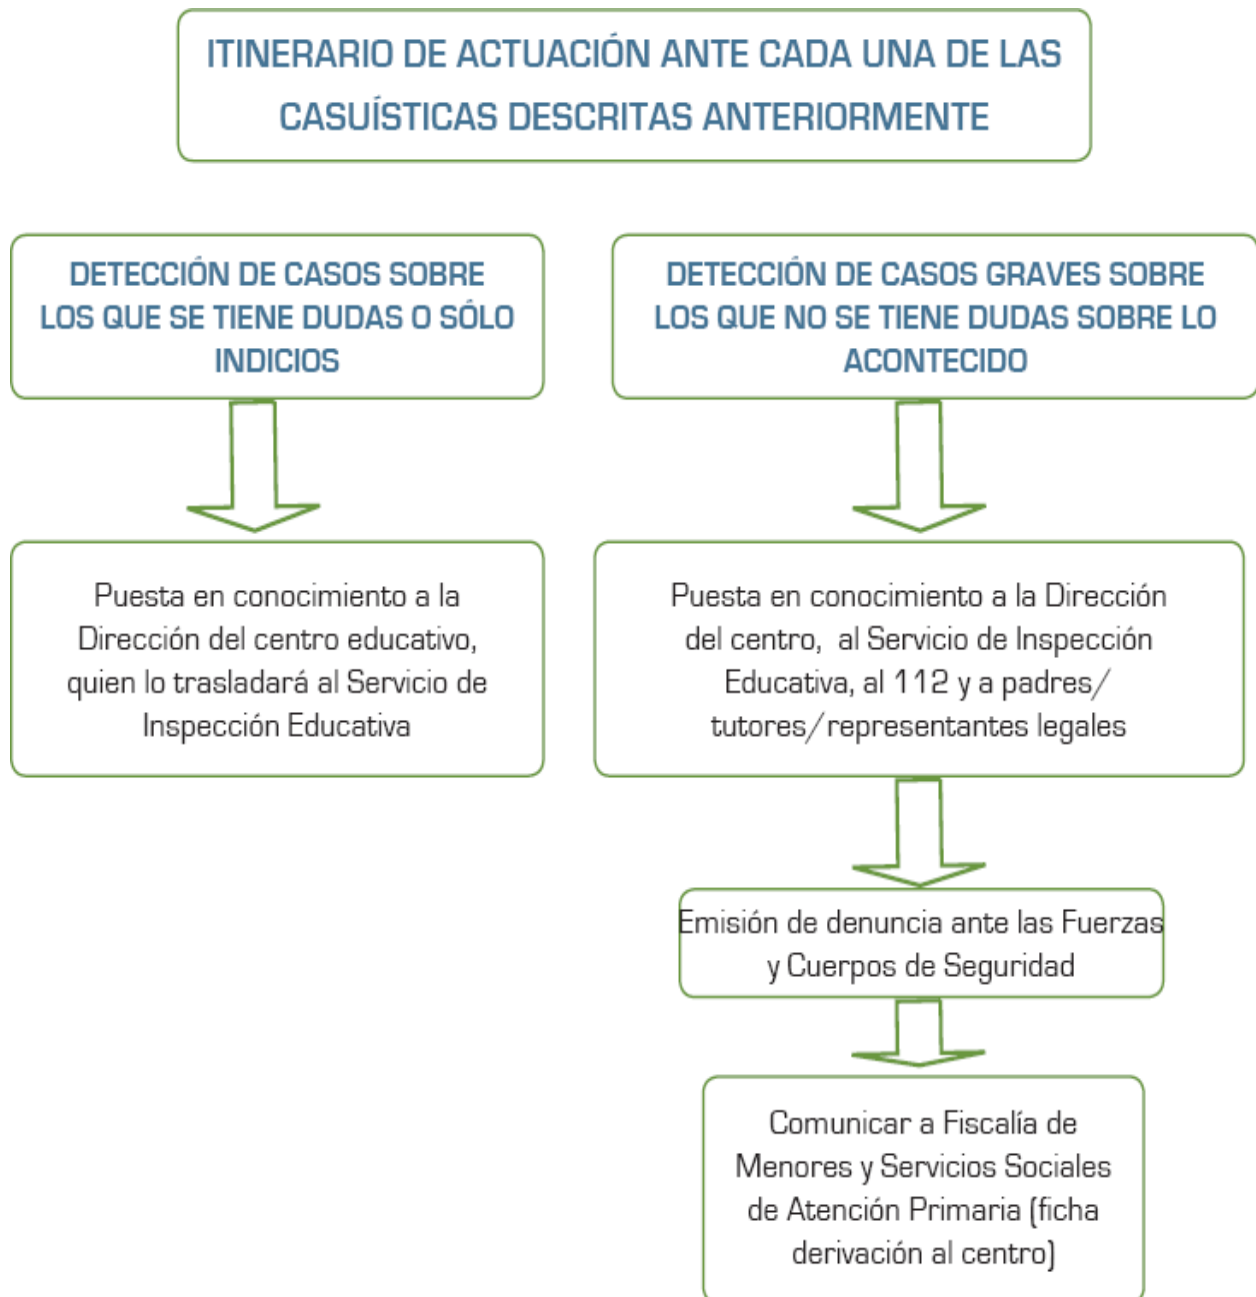 ITINERARIO DE ACTUACIÓN ANTE CADA UNA DE LAS
CASUÍSTICAS DESCRITAS ANTERIORMENTE
DETECCIÓN DE CASOS SOBRE
LOS QUE SE TIENE DUDAS O SÓLO
INDICIOS
DETECCIÓN DE CASOS GRAVES SOBRE
LOS QUE NO SE TIENE DUDAS SOBRE LO
ACONTECIDO
Puesta en conocimiento a la
Dirección del centro educativo,
quien lo trasladará al Servicio de
Inspección Educativa
Puesta en conocimiento a la Dirección
del centro, al Servicio de Inspección
Educativa, al 112 y a padres/
tutores/representantes legales
Emisión de denuncia ante las Fuerzas
y Cuerpos de Seguridad
Comunicar a Fiscalía de
Menores y Servicios Sociales
de Atención Primaria (ficha
derivación al centro)